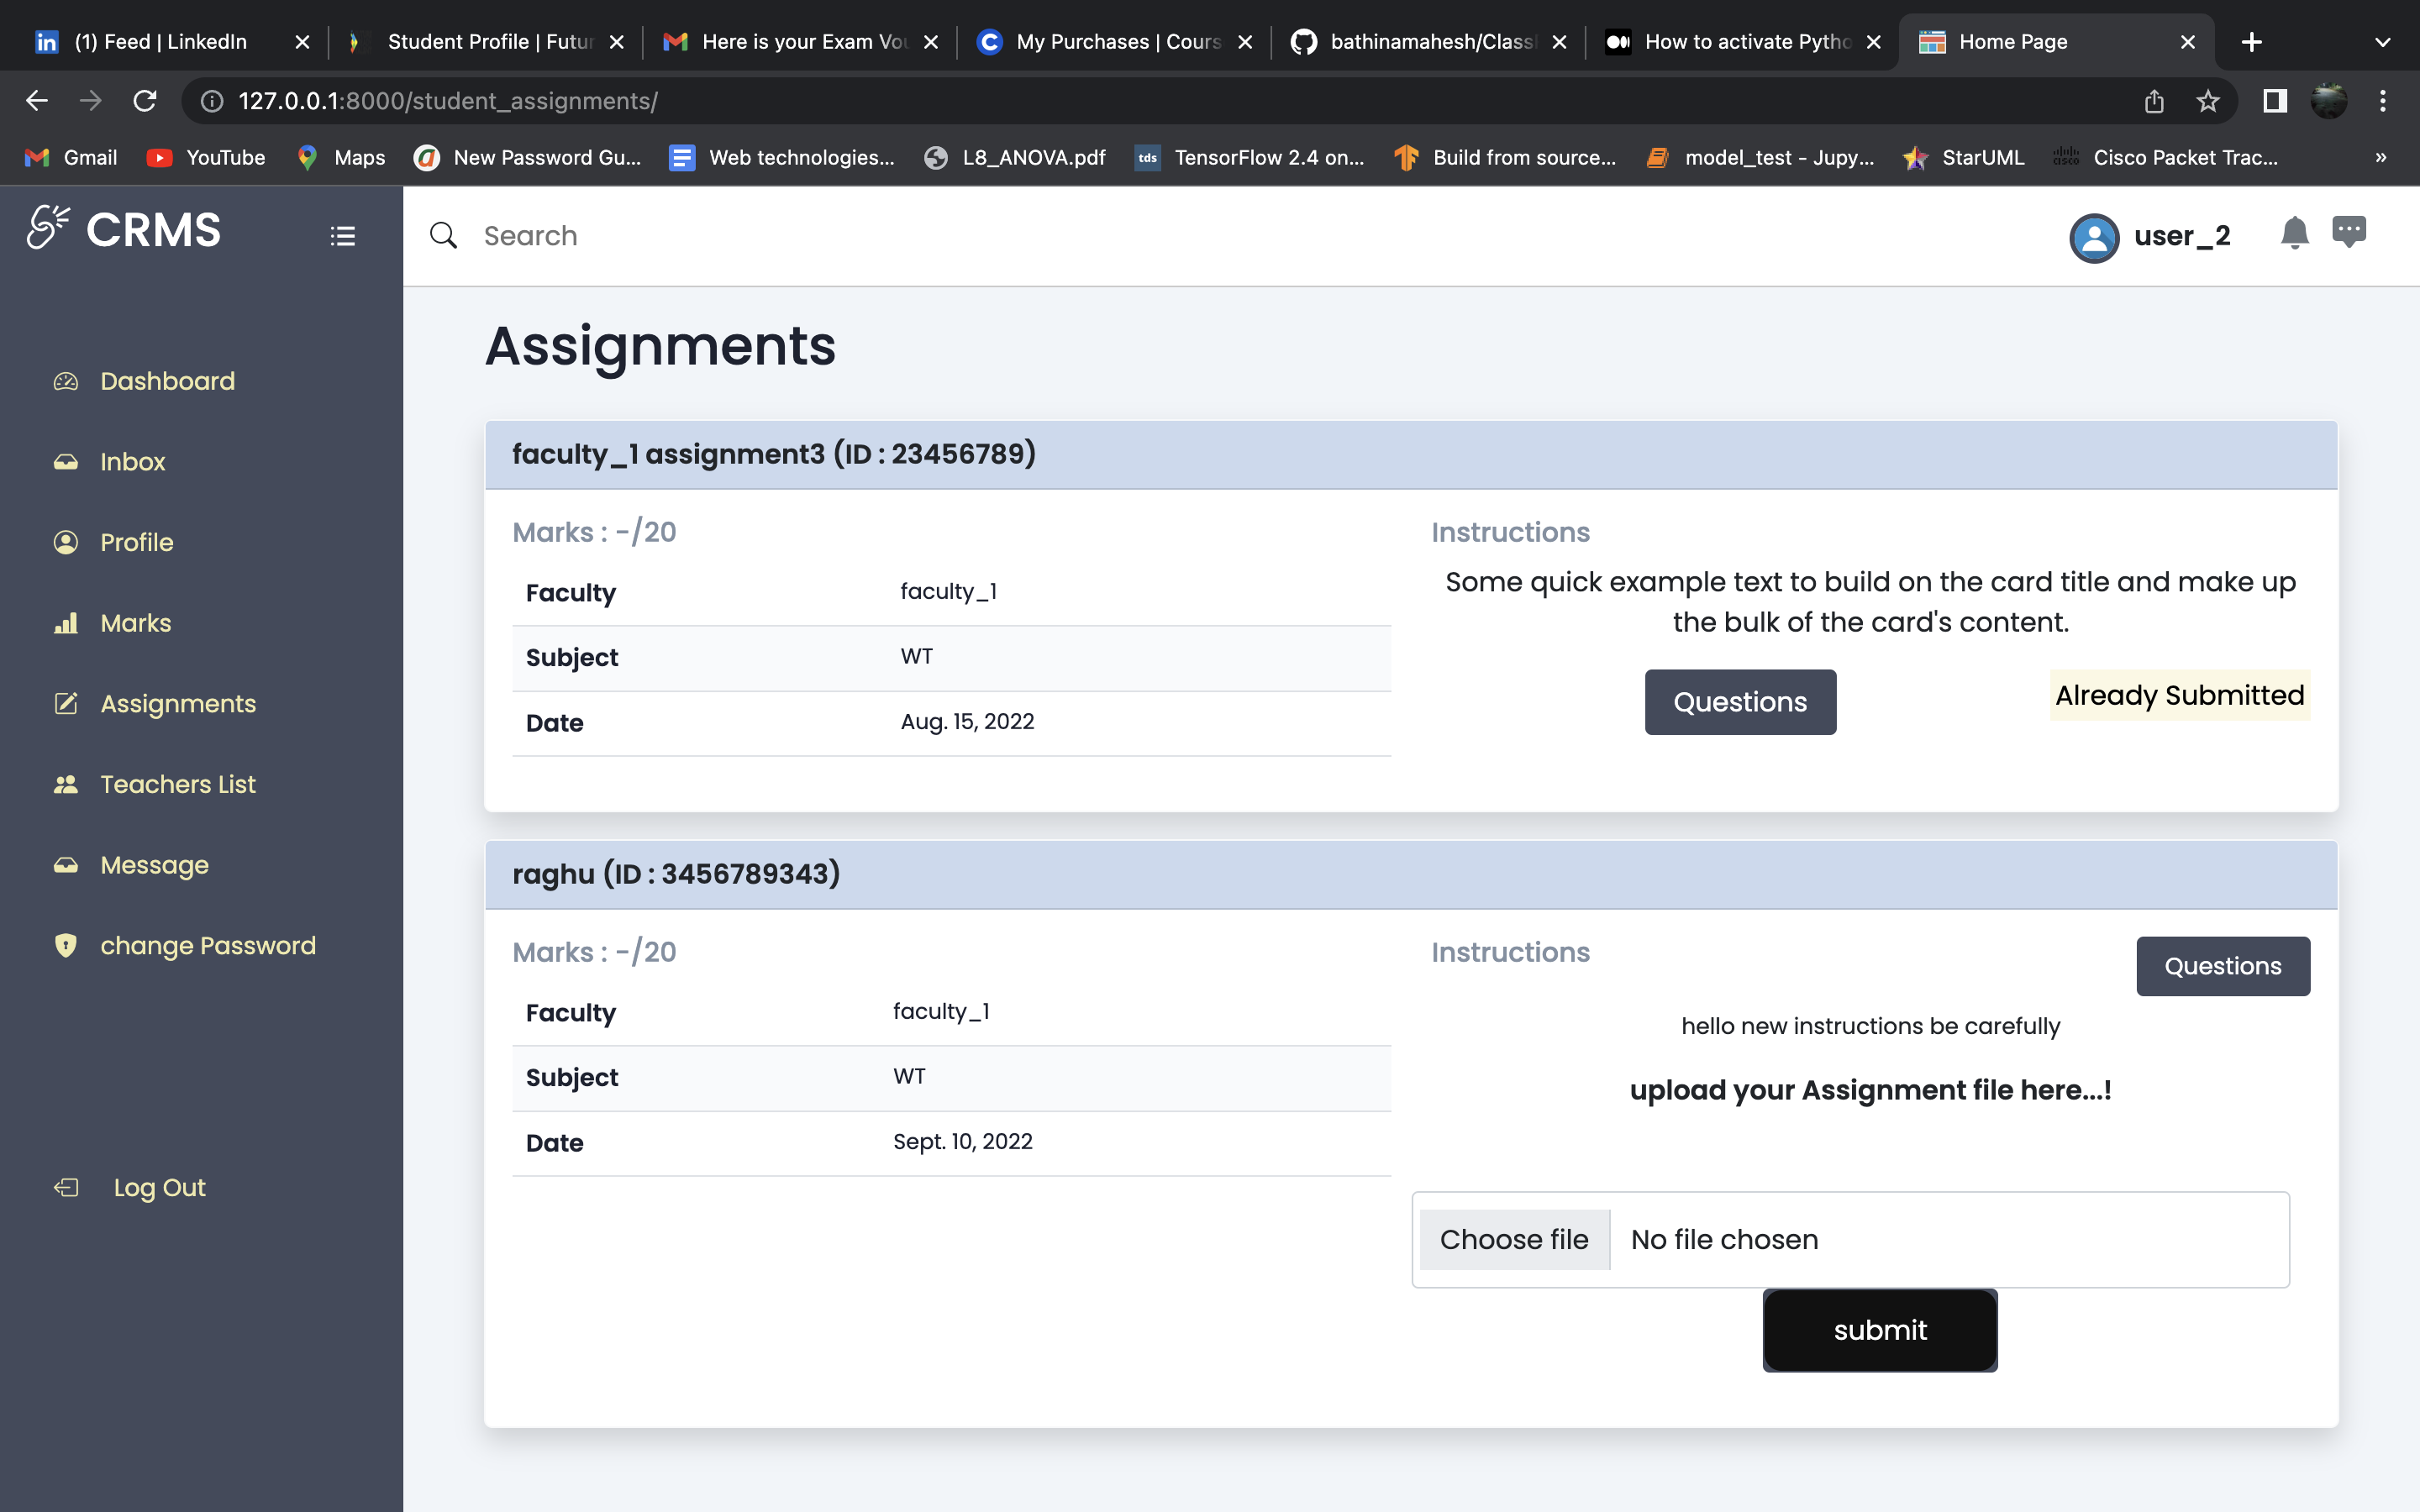 (1) Feed | LinkedIn
Student Profile | Futur
Here is your Exam Vou
My Purchases | Cours
bathinamahesh/Class
How to activate Pytho
Home Page
127.0.0.1:8000/student_assignments/
Gmail
YouTube
Maps
New Password Gu...
Web technologies...
L8_ANOVA.pdf
tds
TensorFlow 2.4 on...
Build from source...
model_test - Jupy...
StarUML
cisco
Cisco Packet Trac...
»
CRMS
Search
user_2
Dashboard
Inbox
Profile
Marks
Assignments
Teachers List
Message
change Password
Log Out
Assignments
faculty_1 assignment3 (ID : 23456789)
Marks : -/20
Faculty faculty_1
Subject WT
Date Aug. 15, 2022
Instructions
Some quick example text to build on the card title and make up
the bulk of the card's content.
Questions
Already Submitted
raghu (ID : 3456789343)
Marks : -/20
Faculty faculty_1
Subject WT
Date Sept. 10, 2022
Instructions
Questions
hello new instructions be carefully
upload your Assignment file here...!
Choose file No file chosen
submit